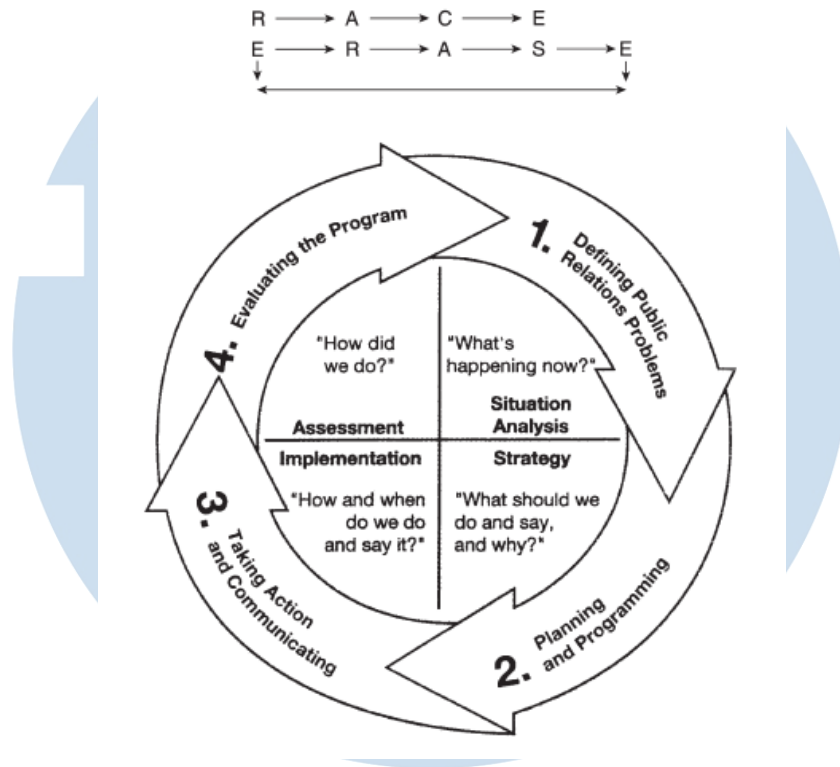 R → A → C → E
E → R → A → S → E
1. Defining Public
Relations Problems
"What's
happening now?"
Situation
Analysis
2. Planning
and Programming
Strategy
"What should we
do and say,
and why?"
3. Taking Action
and Communicating
Implementation
"How and when
do we do
and say it?"
4. Evaluating the Program
"How did
we do?"
Assessment